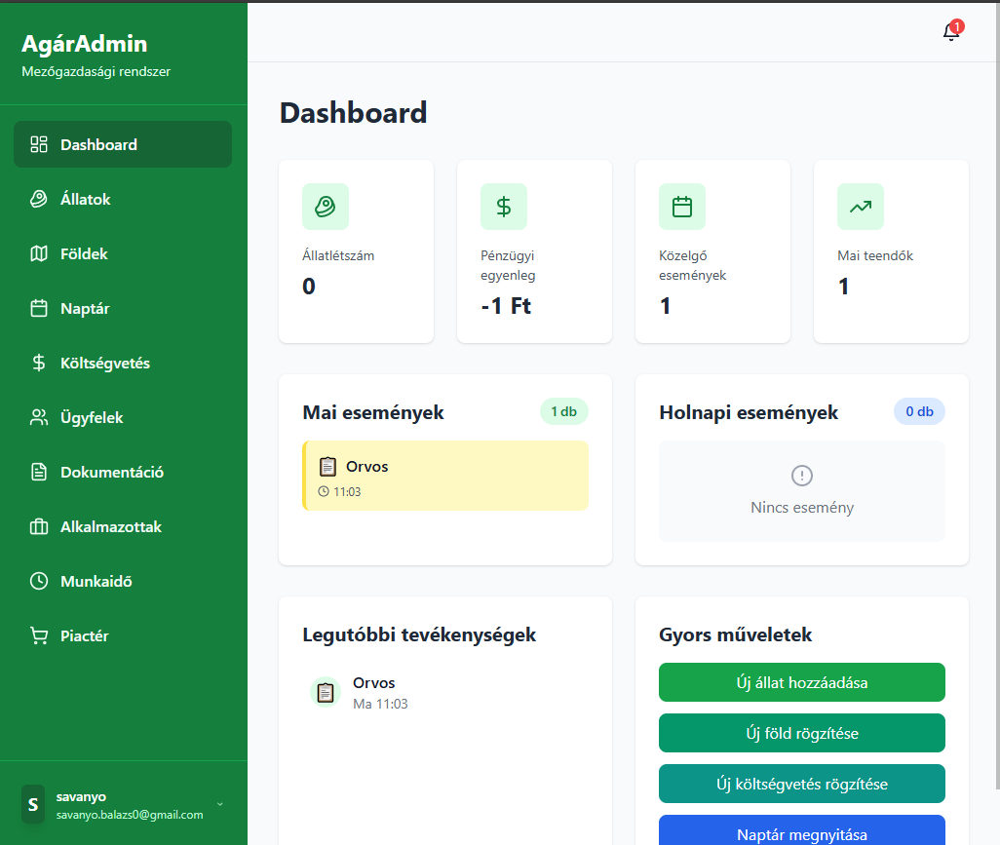 AgárAdmin
Mezőgazdasági rendszer
Dashboard
Állatok
Földek
Naptár
Költségvetés
Ügyfelek
Dokumentáció
Alkalmazottak
Munkaidő
Piactér
S
savanyo
savanyo.balazs0@gmail.com
1
Dashboard
Állatlétszám
0
Pénzügyi
egyenleg
-1 Ft
Közelgő
események
1
Mai teendők
1
Mai események
1 db
Orvos
11:03
Holnapi események
0 db
Nincs esemény
Legutóbbi tevékenységek
Orvos
Ma 11:03
Gyors műveletek
Új állat hozzáadása
Új föld rögzítése
Új költségvetés rögzítése
Naptár megnyitása